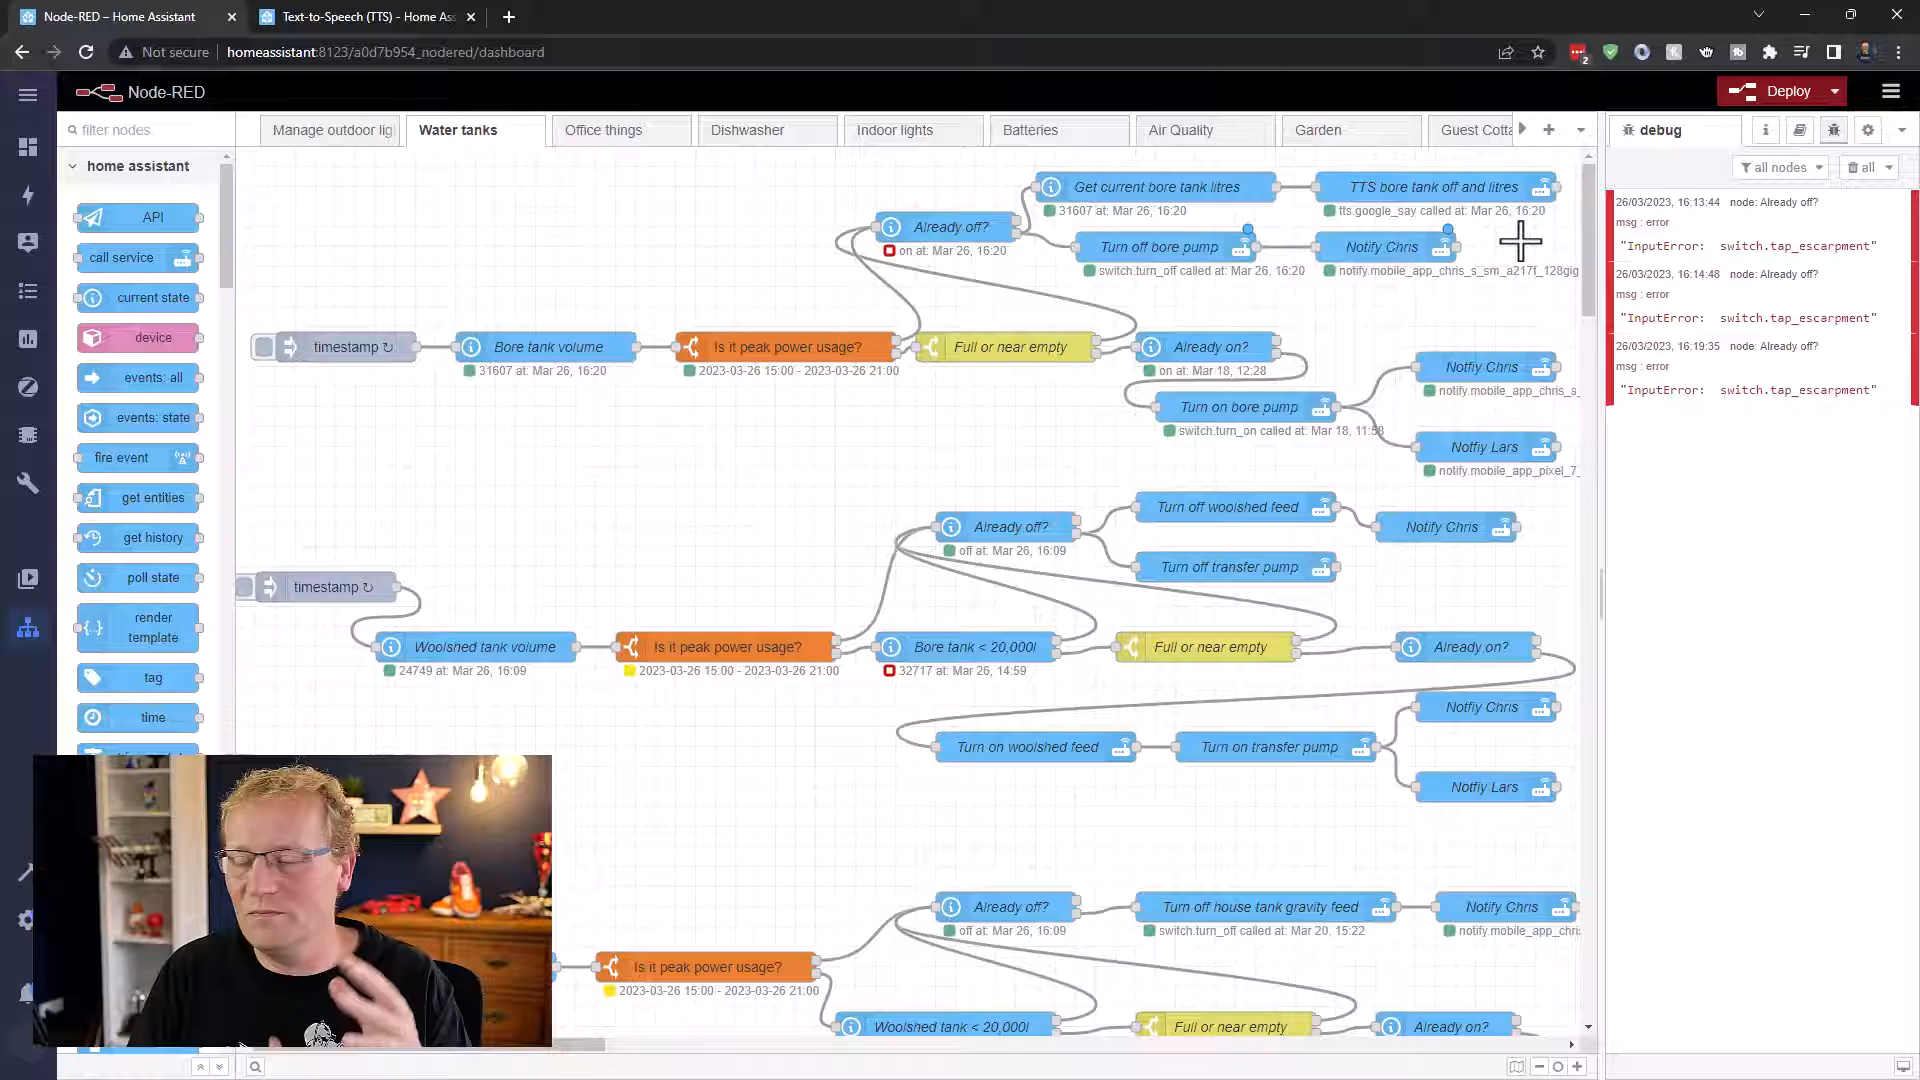 Node-RED – Home Assistant
Text-to-Speech (TTS) - Home Ass
Not secure
homeassistant:8123/a0d7b954_nodered/dashboard
2
Node-RED
Deploy
filter nodes
Manage outdoor lig
Water tanks
Office things
Dishwasher
Indoor lights
Batteries
Air Quality
Garden
Guest Cotta
debug
all nodes
all
home assistant
API
call service
current state
device
events: all
events: state
fire event
get entities
get history
poll state
render
template
tag
time
Get current bore tank litres
31607 at: Mar 26, 16:20
TTS bore tank off and litres
tts.google_say called at: Mar 26, 16:20
Already off?
on at: Mar 26, 16:20
Turn off bore pump
switch.turn_off called at: Mar 26, 16:20
Notify Chris
notify.mobile_app_chris_s_sm_a217f_128gig
timestamp ↻
Bore tank volume
31607 at: Mar 26, 16:20
Is it peak power usage?
2023-03-26 15:00 - 2023-03-26 21:00
Full or near empty
Already on?
on at: Mar 18, 12:28
Notfiy Chris
notify.mobile_app_chris_s_
Turn on bore pump
switch.turn_on called at: Mar 18, 11:58
Notfiy Lars
notify.mobile_app_pixel_7_
Already off?
off at: Mar 26, 16:09
Turn off woolshed feed
Notify Chris
Turn off transfer pump
timestamp ↻
Woolshed tank volume
24749 at: Mar 26, 16:09
Is it peak power usage?
2023-03-26 15:00 - 2023-03-26 21:00
Bore tank < 20,000l
32717 at: Mar 26, 14:59
Full or near empty
Already on?
Turn on woolshed feed
Turn on transfer pump
Notfiy Chris
Notfiy Lars
Already off?
off at: Mar 26, 16:09
Turn off house tank gravity feed
switch.turn_off called at: Mar 20, 15:22
Notify Chris
notify.mobile_app_chris
Is it peak power usage?
2023-03-26 15:00 - 2023-03-26 21:00
Woolshed tank < 20,000l
Full or near empty
Already on?
26/03/2023, 16:13:44 node: Already off?
msg : error
"InputError: switch.tap_escarpment"
26/03/2023, 16:14:48 node: Already off?
msg : error
"InputError: switch.tap_escarpment"
26/03/2023, 16:19:35 node: Already off?
msg : error
"InputError: switch.tap_escarpment"